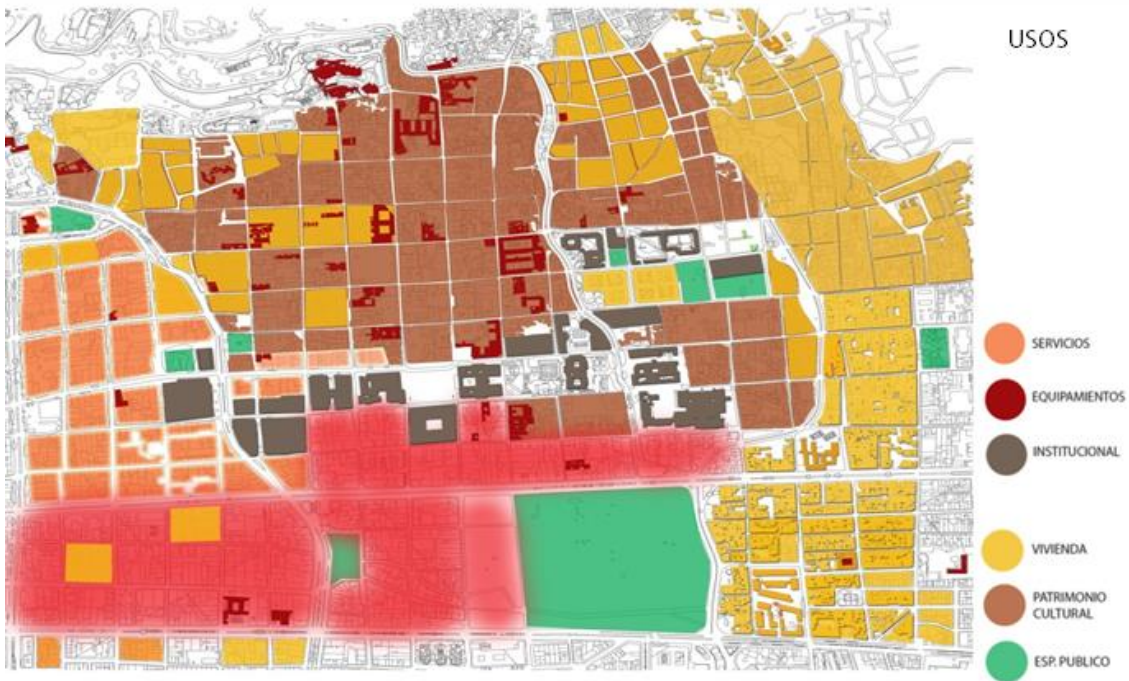 USOS
SERVICIOS
EQUIPAMIENTOS
INSTITUCIONAL
VIVIENDA
PATRIMONIO
CULTURAL
ESP. PUBLICO